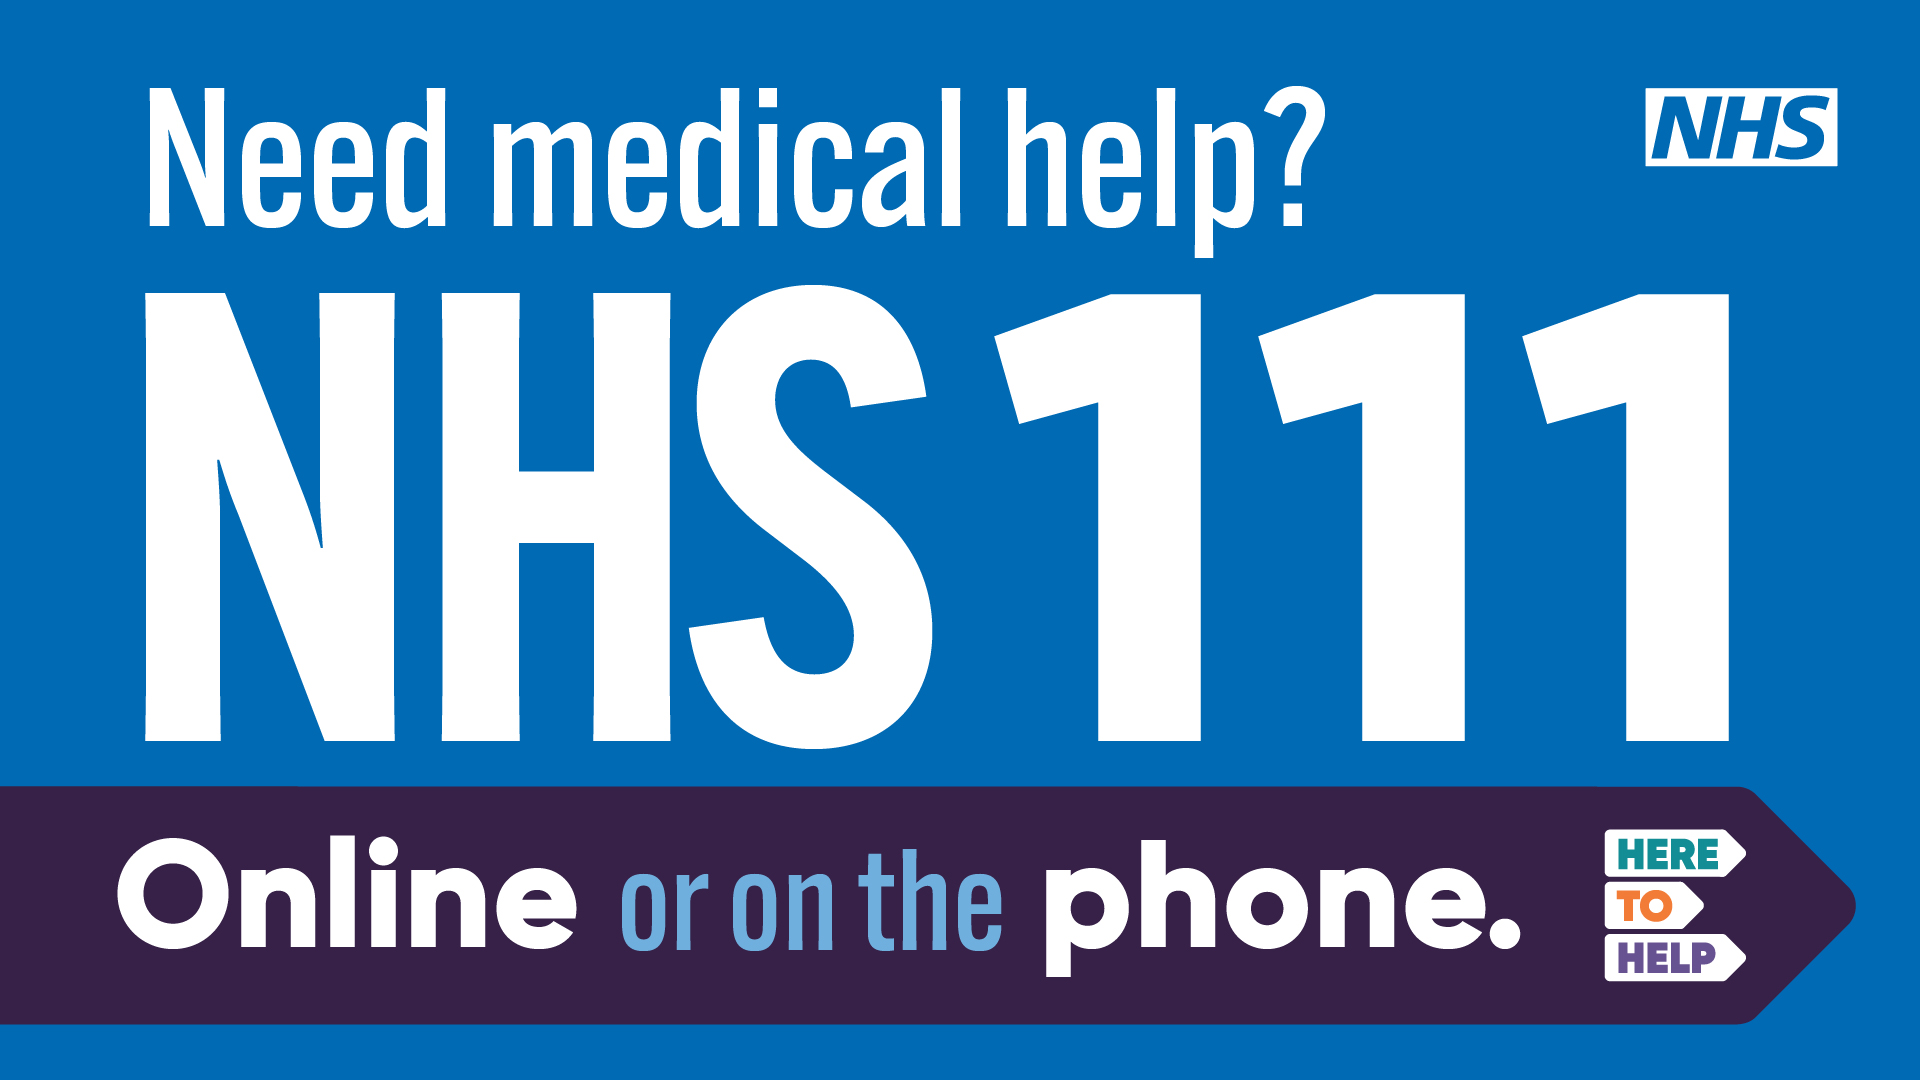 Need medical help?
NHS
NHS 111
Online or on the phone.
HERE
TO
HELP